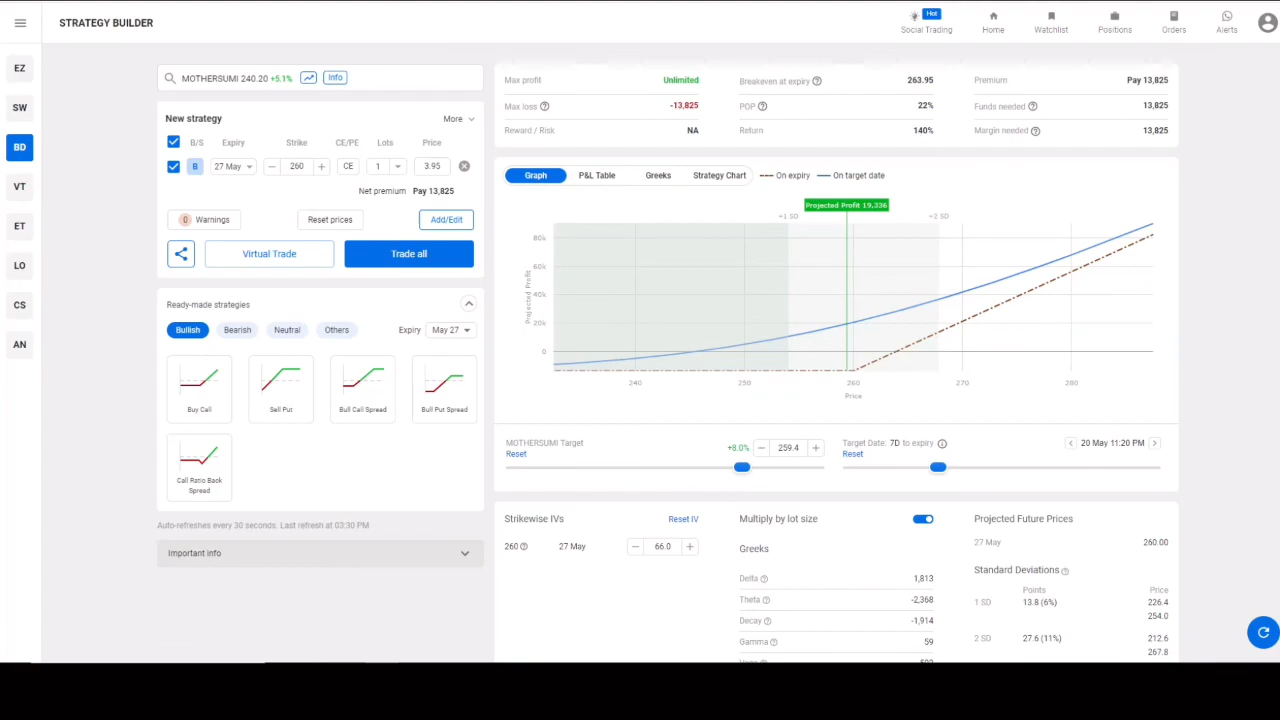 STRATEGY BUILDER
Hot
Social Trading
Home
Watchlist
Positions
Orders
Alerts
EZ
SW
BD
VT
ET
LO
CS
AN
MOTHERSUMI 240.20 +5.1%
Info
New strategy
More
B/S Expiry Strike CE/PE Lots Price
B 27 May 260 CE 1 3.95
Net premium Pay 13,825
0 Warnings
Reset prices
Add/Edit
Virtual Trade
Trade all
Ready-made strategies
Bullish Bearish Neutral Others Expiry May 27
Buy Call
Sell Put
Bull Call Spread
Bull Put Spread
Call Ratio Back
Spread
Auto-refreshes every 30 seconds. Last refresh at 03:30 PM
Important info
Max profit Unlimited
Max loss -13,825
Reward / Risk NA
Breakeven at expiry 263.95
POP 22%
Return 140%
Premium Pay 13,825
Funds needed 13,825
Margin needed 13,825
Graph P&L Table Greeks Strategy Chart
On expiry On target date
Projected Profit 19,336
+1 SD
+2 SD
Projected Profit
80k
60k
40k
20k
0
240 250 260 270 280
Price
MOTHERSUMI Target
Reset
+8.0%
259.4
Target Date: 7D to expiry
Reset
20 May 11:20 PM
Strikewise IVs Reset IV
260 27 May 66.0
Multiply by lot size
Greeks
Delta 1,813
Theta -2,368
Decay -1,914
Gamma 59
Projected Future Prices
27 May 260.00
Standard Deviations
Points Price
1 SD 13.8 (6%) 226.4
254.0
2 SD 27.6 (11%) 212.6
267.8